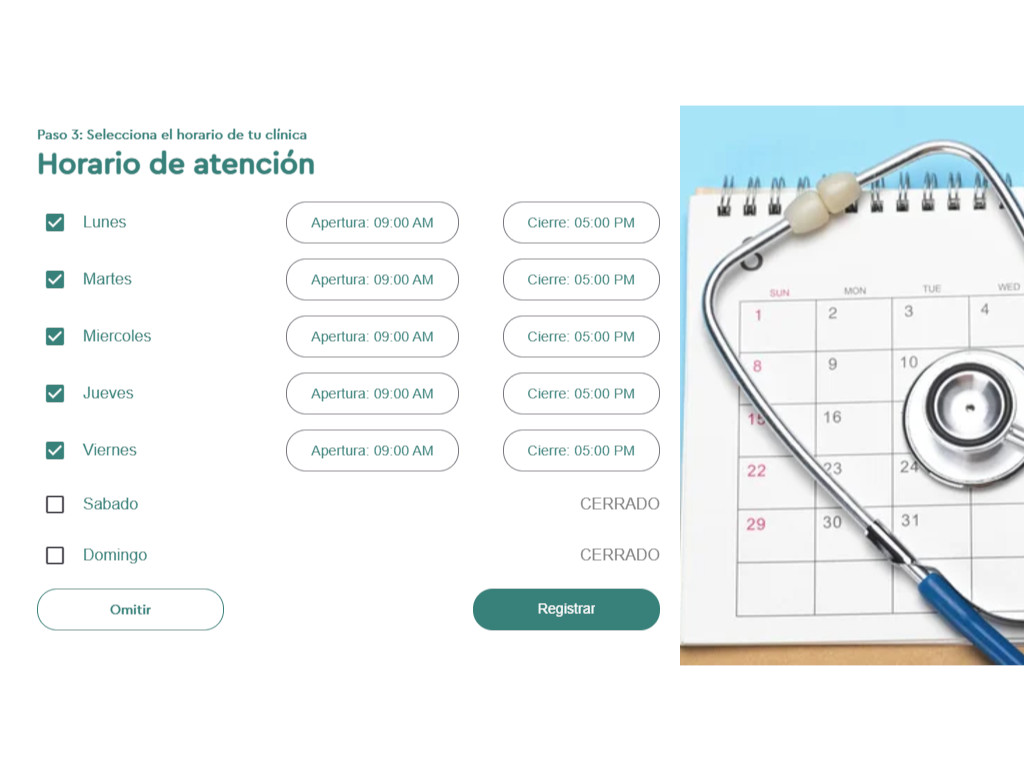 Paso 3: Selecciona el horario de tu clínica
Horario de atención
Lunes Apertura: 09:00 AM Cierre: 05:00 PM
Martes Apertura: 09:00 AM Cierre: 05:00 PM
Miercoles Apertura: 09:00 AM Cierre: 05:00 PM
Jueves Apertura: 09:00 AM Cierre: 05:00 PM
Viernes Apertura: 09:00 AM Cierre: 05:00 PM
Sabado CERRADO
Domingo CERRADO
Omitir Registrar
SUN MON TUE WED
1 2 3 4
8 9 10
15 16
22 23 24
29 30 31